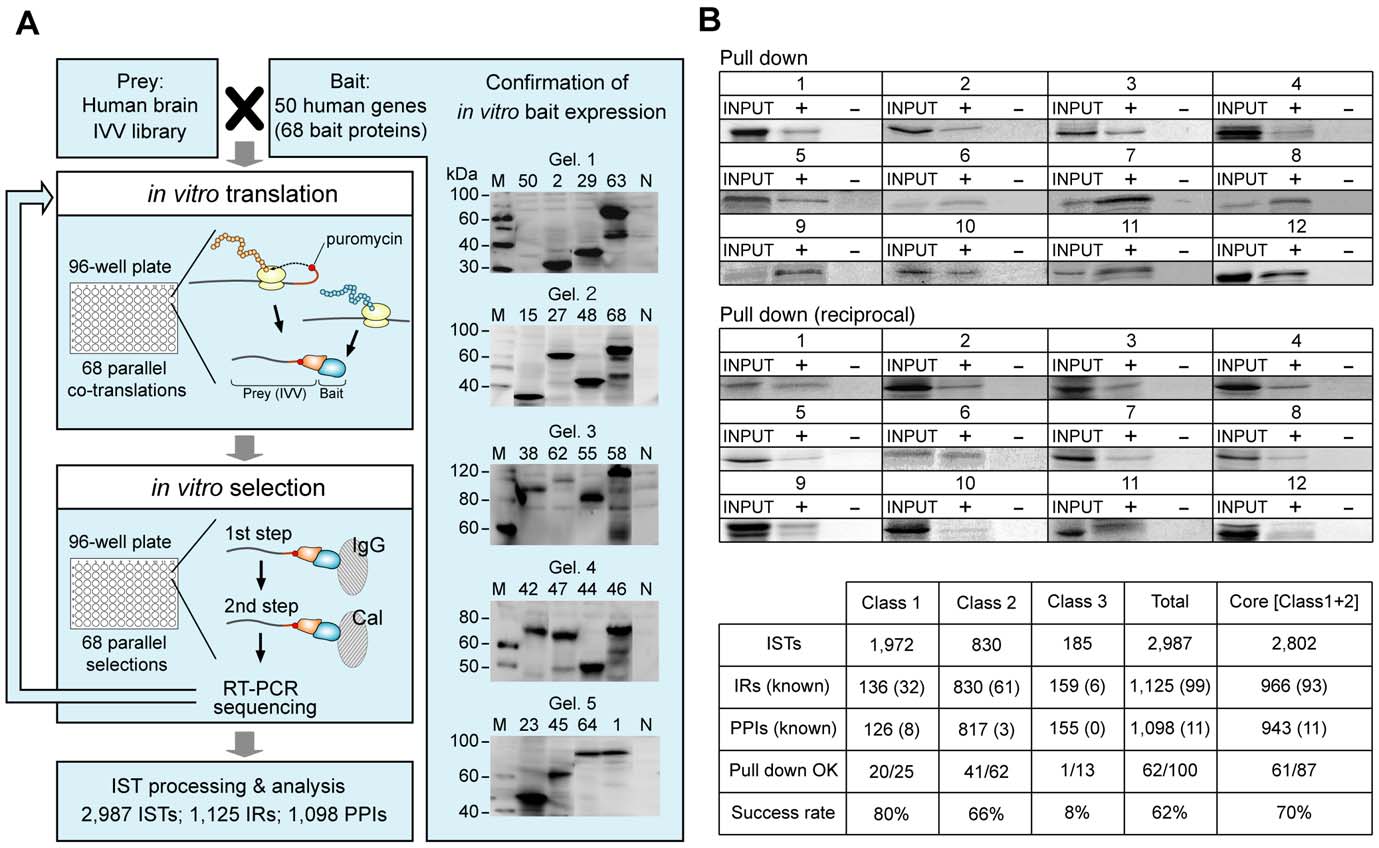 A
Prey:
Human brain
IVV library
Bait:
50 human genes
(68 bait proteins)
Confirmation of
in vitro bait expression
in vitro translation
puromycin
96-well plate
68 parallel
co-translations
Prey (IVV) Bait
in vitro selection
96-well plate
1st step
IgG
2nd step
Cal
68 parallel
selections
RT-PCR
sequencing
IST processing & analysis
2,987 ISTs; 1,125 IRs; 1,098 PPIs
Gel. 1
kDa M 50 2 29 63 N
100
60
40
30
Gel. 2
M 15 27 48 68 N
100
60
40
Gel. 3
M 38 62 55 58 N
120
80
60
Gel. 4
M 42 47 44 46 N
80
60
50
Gel. 5
M 23 45 64 1 N
100
60
40
B
Pull down
1 2 3 4
INPUT + − INPUT + − INPUT + − INPUT + −
5 6 7 8
INPUT + − INPUT + − INPUT + − INPUT + −
9 10 11 12
INPUT + − INPUT + − INPUT + − INPUT + −
Pull down (reciprocal)
1 2 3 4
INPUT + − INPUT + − INPUT + − INPUT + −
5 6 7 8
INPUT + − INPUT + − INPUT + − INPUT + −
9 10 11 12
INPUT + − INPUT + − INPUT + − INPUT + −
Class 1 Class 2 Class 3 Total Core [Class1+2]
ISTs 1,972 830 185 2,987 2,802
IRs (known) 136 (32) 830 (61) 159 (6) 1,125 (99) 966 (93)
PPIs (known) 126 (8) 817 (3) 155 (0) 1,098 (11) 943 (11)
Pull down OK 20/25 41/62 1/13 62/100 61/87
Success rate 80% 66% 8% 62% 70%